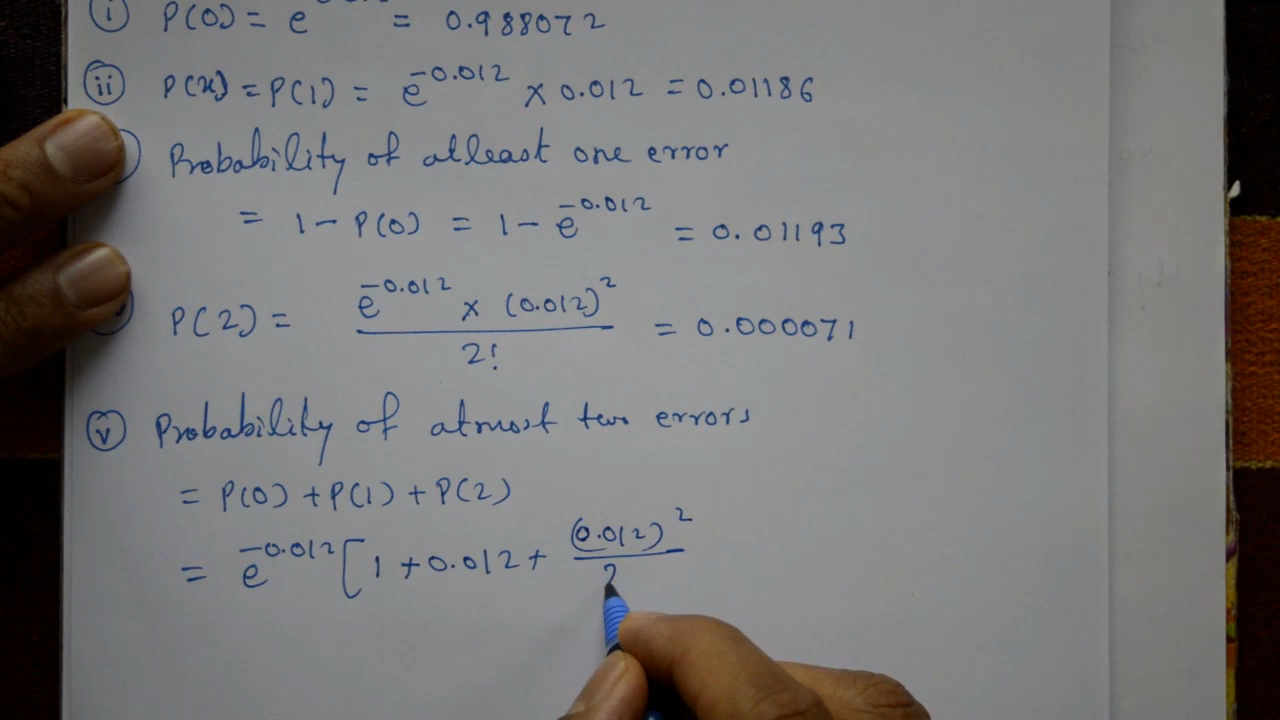 (i) P(0) = e = 0.988072
(ii) P(x) = P(1) = e^-0.012 × 0.012 = 0.01186
Probability of atleast one error
= 1 - P(0) = 1 - e^-0.012 = 0.01193
P(2) = e^-0.012 × (0.012)^2 / 2! = 0.000071
(v) Probability of atmost two errors
= P(0) + P(1) + P(2)
= e^-0.012 [ 1 + 0.012 + (0.012)^2 / 2